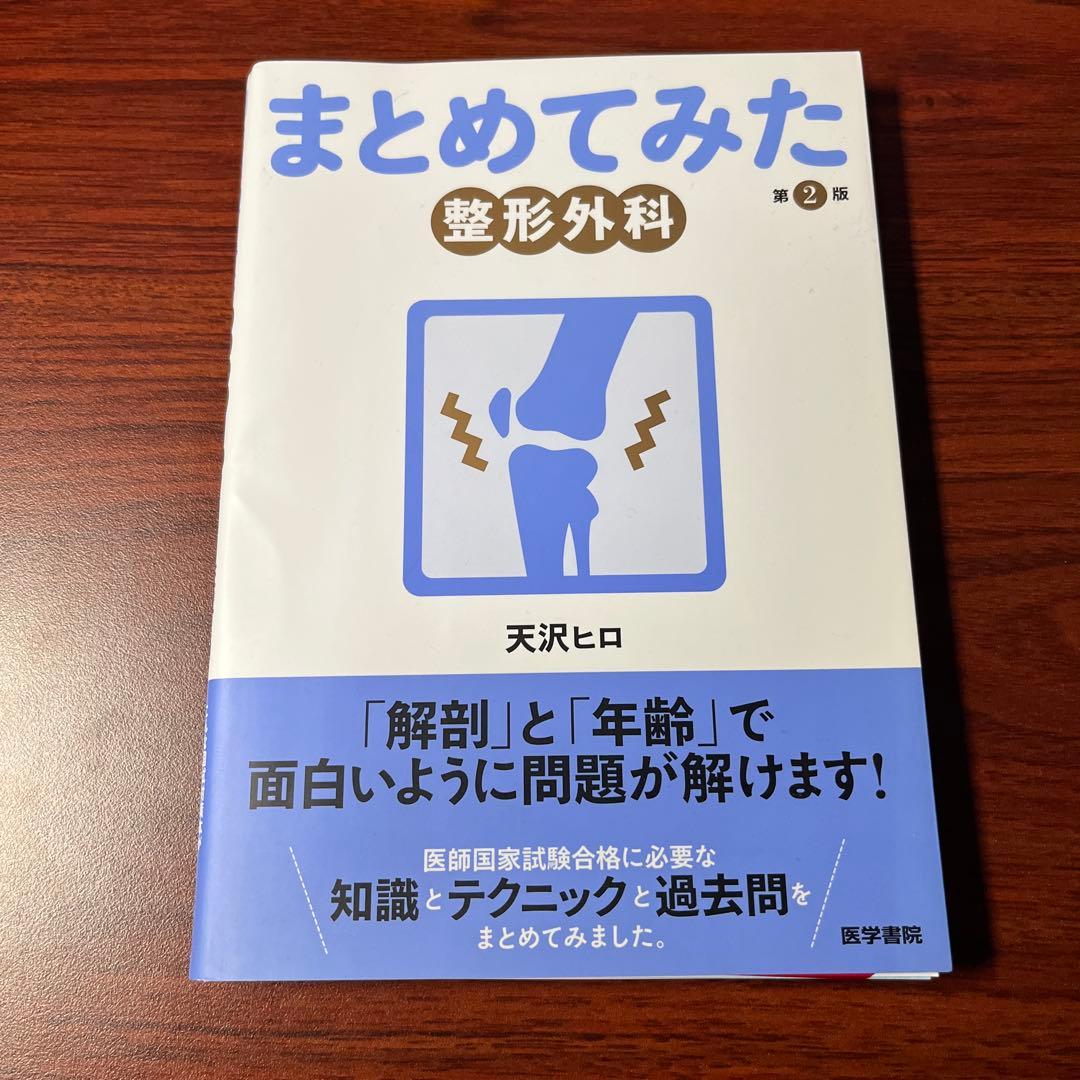 まとめてみた
第2版
整形外科
天沢ヒロ
「解剖」と「年齢」で
面白いように問題が解けます！
医師国家試験合格に必要な
知識とテクニックと過去問を
まとめてみました。
医学書院